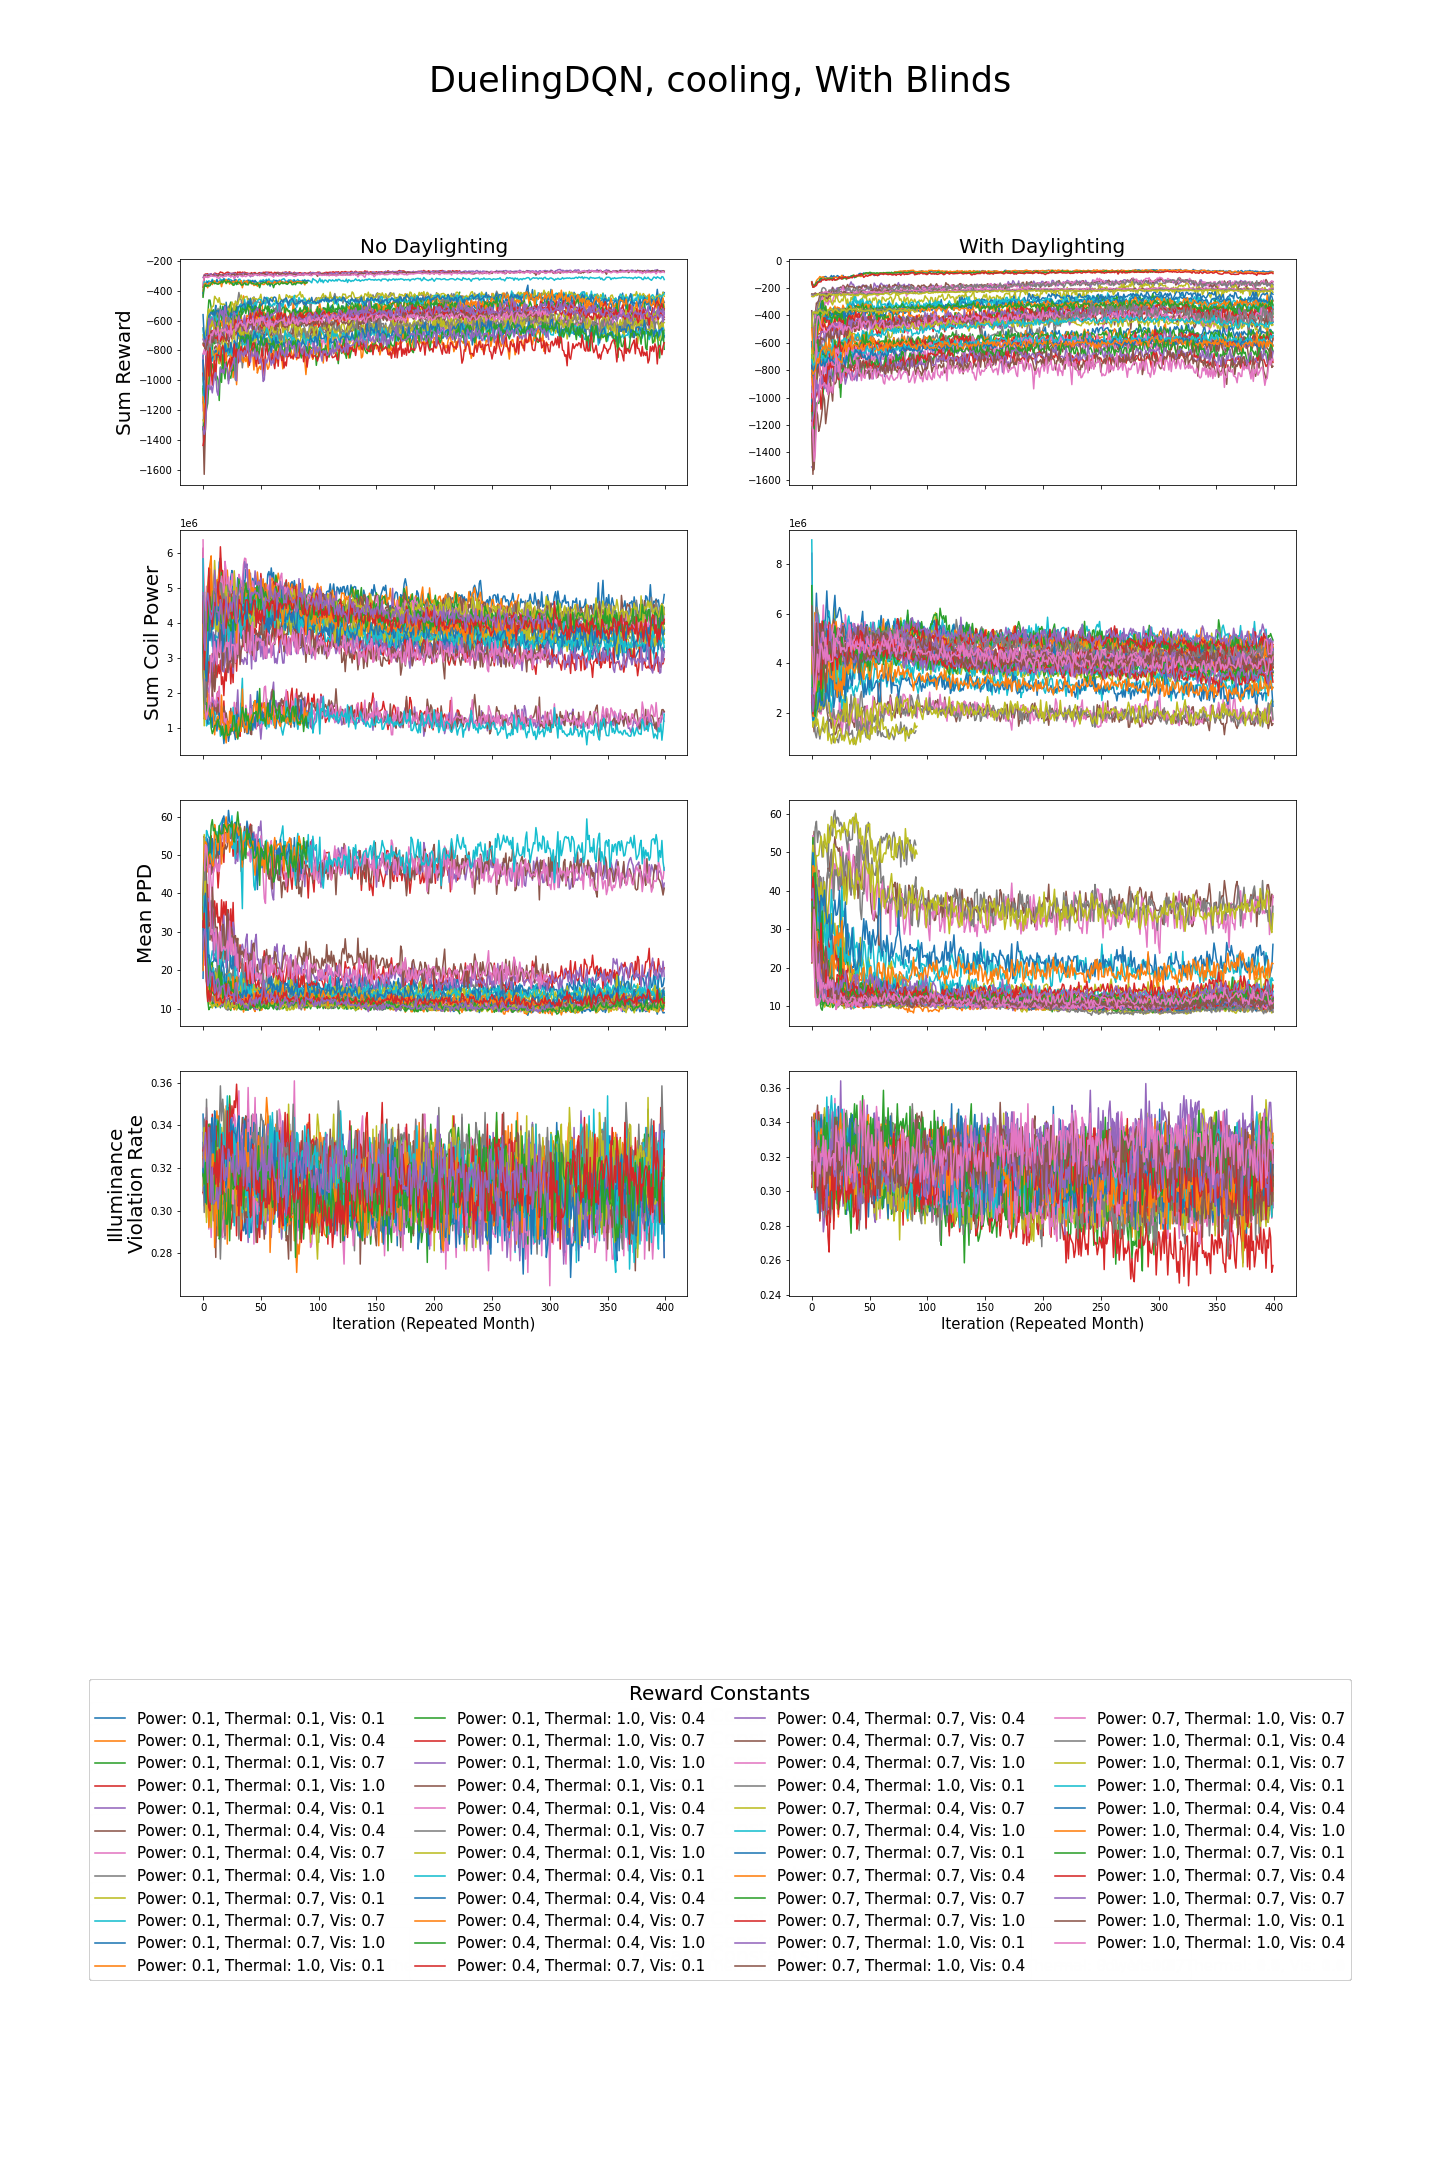 DuelingDQN, cooling, With Blinds
No Daylighting
With Daylighting
Sum Reward
−200
−400
−600
−800
−1000
−1200
−1400
−1600
0
−200
−400
−600
−800
−1000
−1200
−1400
−1600
Sum Coil Power
1e6
6
5
4
3
2
1
1e6
8
6
4
2
Mean PPD
60
50
40
30
20
10
60
50
40
30
20
10
Illuminance
Violation Rate
0.36
0.34
0.32
0.30
0.28
0 50 100 150 200 250 300 350 400
Iteration (Repeated Month)
0.36
0.34
0.32
0.30
0.28
0.26
0.24
0 50 100 150 200 250 300 350 400
Iteration (Repeated Month)
Reward Constants
Power: 0.1, Thermal: 0.1, Vis: 0.1
Power: 0.1, Thermal: 0.1, Vis: 0.4
Power: 0.1, Thermal: 0.1, Vis: 0.7
Power: 0.1, Thermal: 0.1, Vis: 1.0
Power: 0.1, Thermal: 0.4, Vis: 0.1
Power: 0.1, Thermal: 0.4, Vis: 0.4
Power: 0.1, Thermal: 0.4, Vis: 0.7
Power: 0.1, Thermal: 0.4, Vis: 1.0
Power: 0.1, Thermal: 0.7, Vis: 0.1
Power: 0.1, Thermal: 0.7, Vis: 0.7
Power: 0.1, Thermal: 0.7, Vis: 1.0
Power: 0.1, Thermal: 1.0, Vis: 0.1
Power: 0.1, Thermal: 1.0, Vis: 0.4
Power: 0.1, Thermal: 1.0, Vis: 0.7
Power: 0.1, Thermal: 1.0, Vis: 1.0
Power: 0.4, Thermal: 0.1, Vis: 0.1
Power: 0.4, Thermal: 0.1, Vis: 0.4
Power: 0.4, Thermal: 0.1, Vis: 0.7
Power: 0.4, Thermal: 0.1, Vis: 1.0
Power: 0.4, Thermal: 0.4, Vis: 0.1
Power: 0.4, Thermal: 0.4, Vis: 0.4
Power: 0.4, Thermal: 0.4, Vis: 0.7
Power: 0.4, Thermal: 0.4, Vis: 1.0
Power: 0.4, Thermal: 0.7, Vis: 0.1
Power: 0.4, Thermal: 0.7, Vis: 0.4
Power: 0.4, Thermal: 0.7, Vis: 0.7
Power: 0.4, Thermal: 0.7, Vis: 1.0
Power: 0.4, Thermal: 1.0, Vis: 0.1
Power: 0.7, Thermal: 0.4, Vis: 0.7
Power: 0.7, Thermal: 0.4, Vis: 1.0
Power: 0.7, Thermal: 0.7, Vis: 0.1
Power: 0.7, Thermal: 0.7, Vis: 0.4
Power: 0.7, Thermal: 0.7, Vis: 0.7
Power: 0.7, Thermal: 0.7, Vis: 1.0
Power: 0.7, Thermal: 1.0, Vis: 0.1
Power: 0.7, Thermal: 1.0, Vis: 0.4
Power: 0.7, Thermal: 1.0, Vis: 0.7
Power: 1.0, Thermal: 0.1, Vis: 0.4
Power: 1.0, Thermal: 0.1, Vis: 0.7
Power: 1.0, Thermal: 0.4, Vis: 0.1
Power: 1.0, Thermal: 0.4, Vis: 0.4
Power: 1.0, Thermal: 0.4, Vis: 1.0
Power: 1.0, Thermal: 0.7, Vis: 0.1
Power: 1.0, Thermal: 0.7, Vis: 0.4
Power: 1.0, Thermal: 0.7, Vis: 0.7
Power: 1.0, Thermal: 1.0, Vis: 0.1
Power: 1.0, Thermal: 1.0, Vis: 0.4